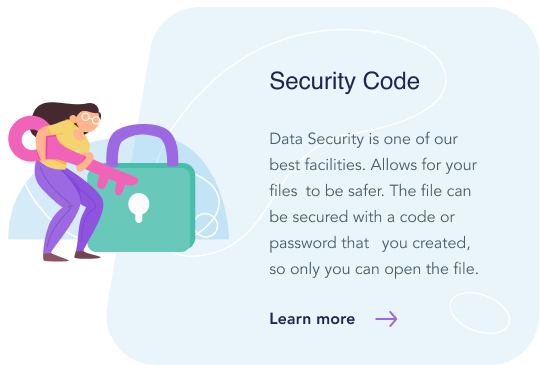 Security Code
Data Security is one of our
best facilities. Allows for your
files  to be safer. The file can
be secured with a code or
password that  you created,
so only you can open the file.
Learn more